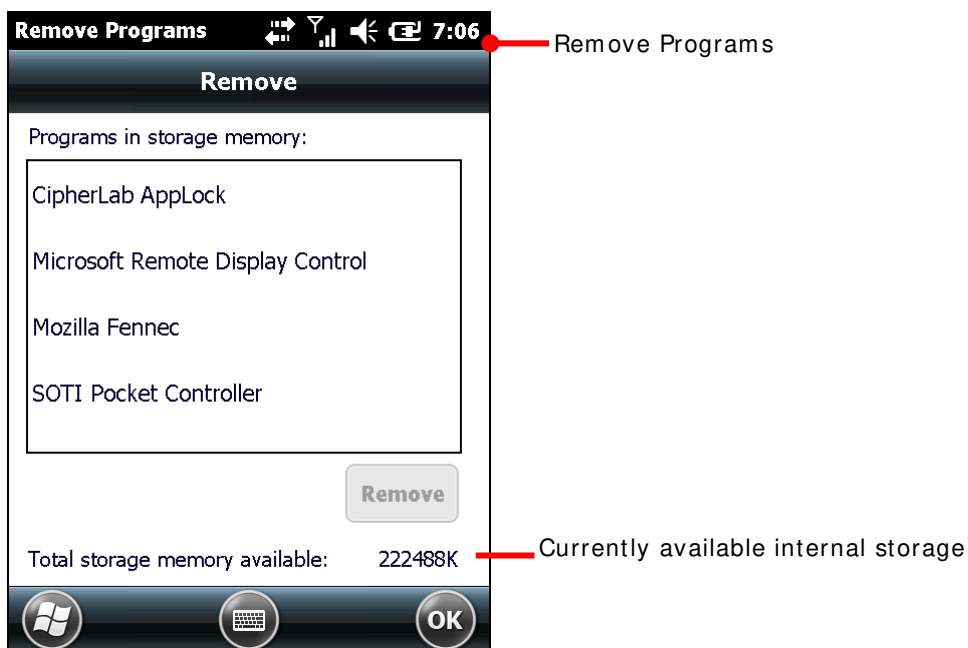 Remove Programs 7:06
Remove Programs
Remove
Programs in storage memory:
CipherLab AppLock
Microsoft Remote Display Control
Mozilla Fennec
SOTI Pocket Controller
Remove
Total storage memory available: 222488K
Currently available internal storage
OK